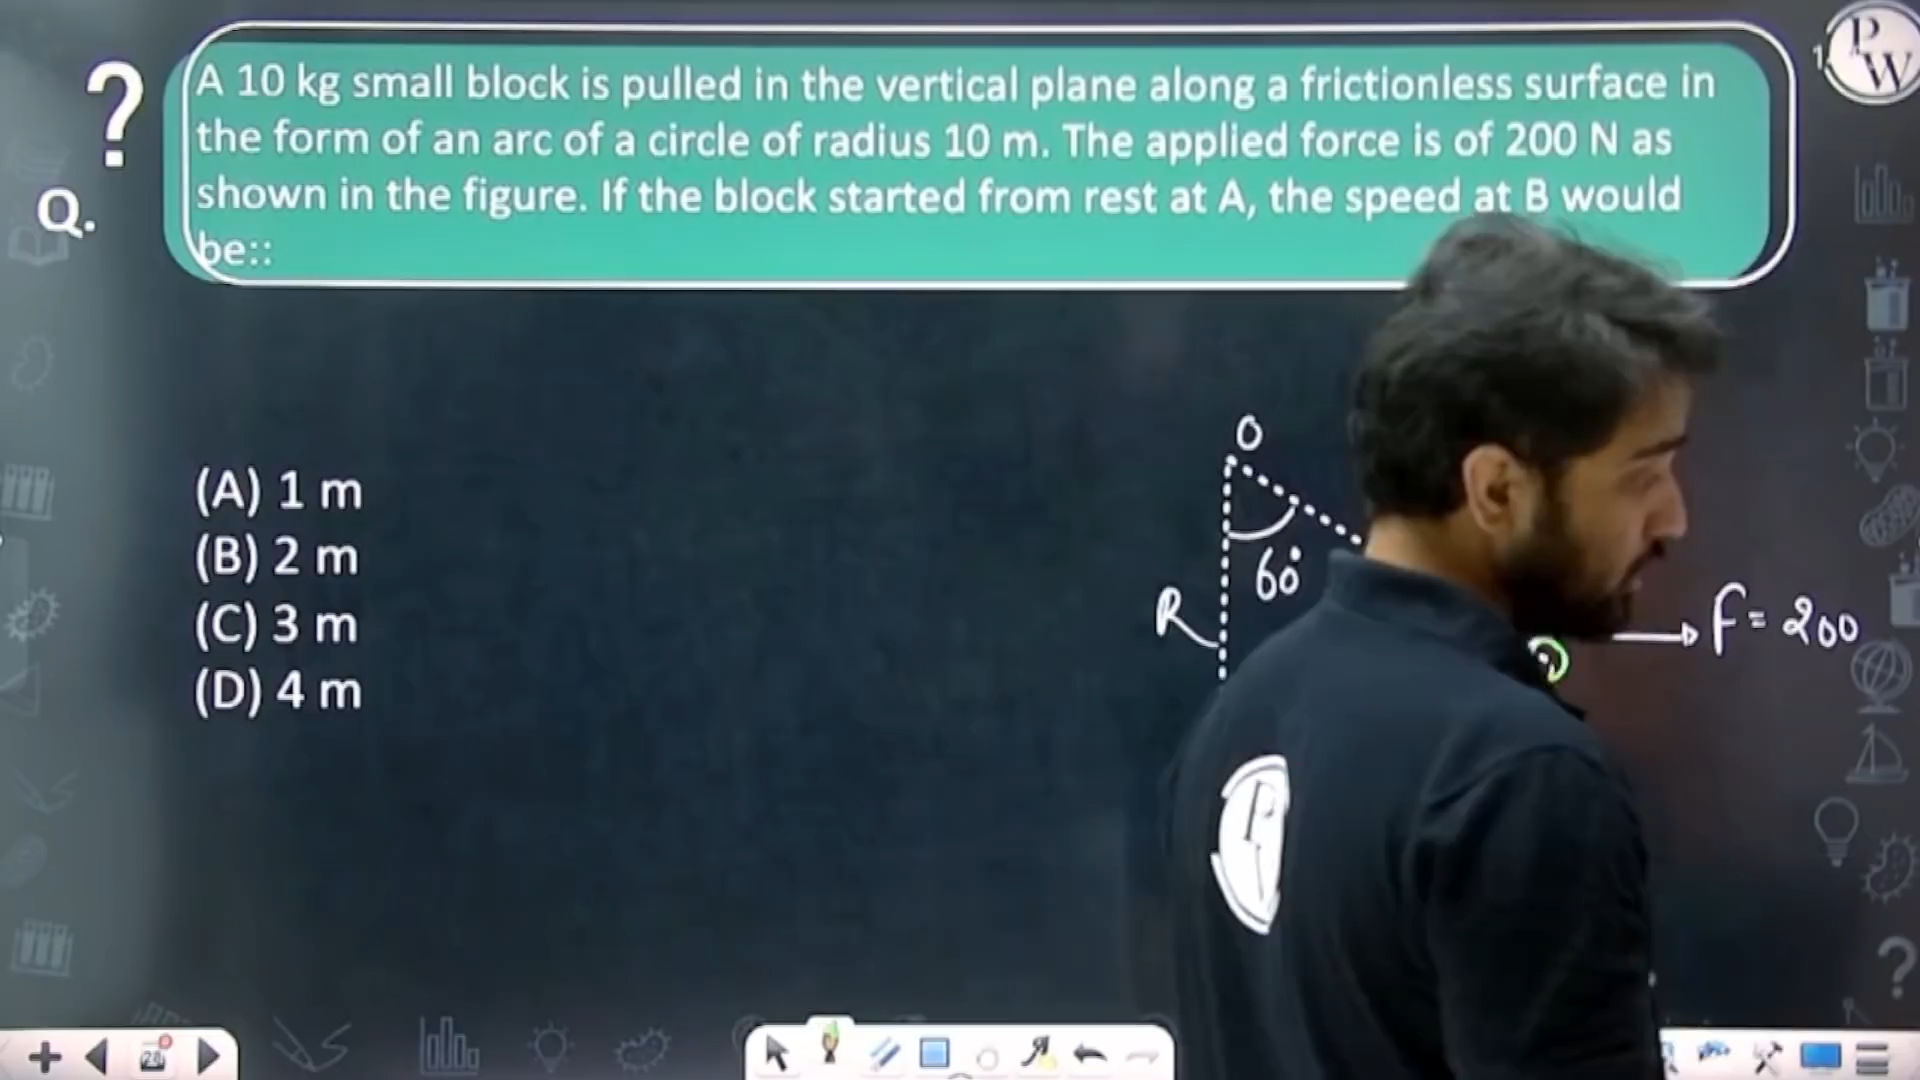 ?
Q.
A 10 kg small block is pulled in the vertical plane along a frictionless surface in
the form of an arc of a circle of radius 10 m. The applied force is of 200 N as
shown in the figure. If the block started from rest at A, the speed at B would
be::
P
W
(A) 1 m
(B) 2 m
(C) 3 m
(D) 4 m
O
60°
R
F = 200
P
?